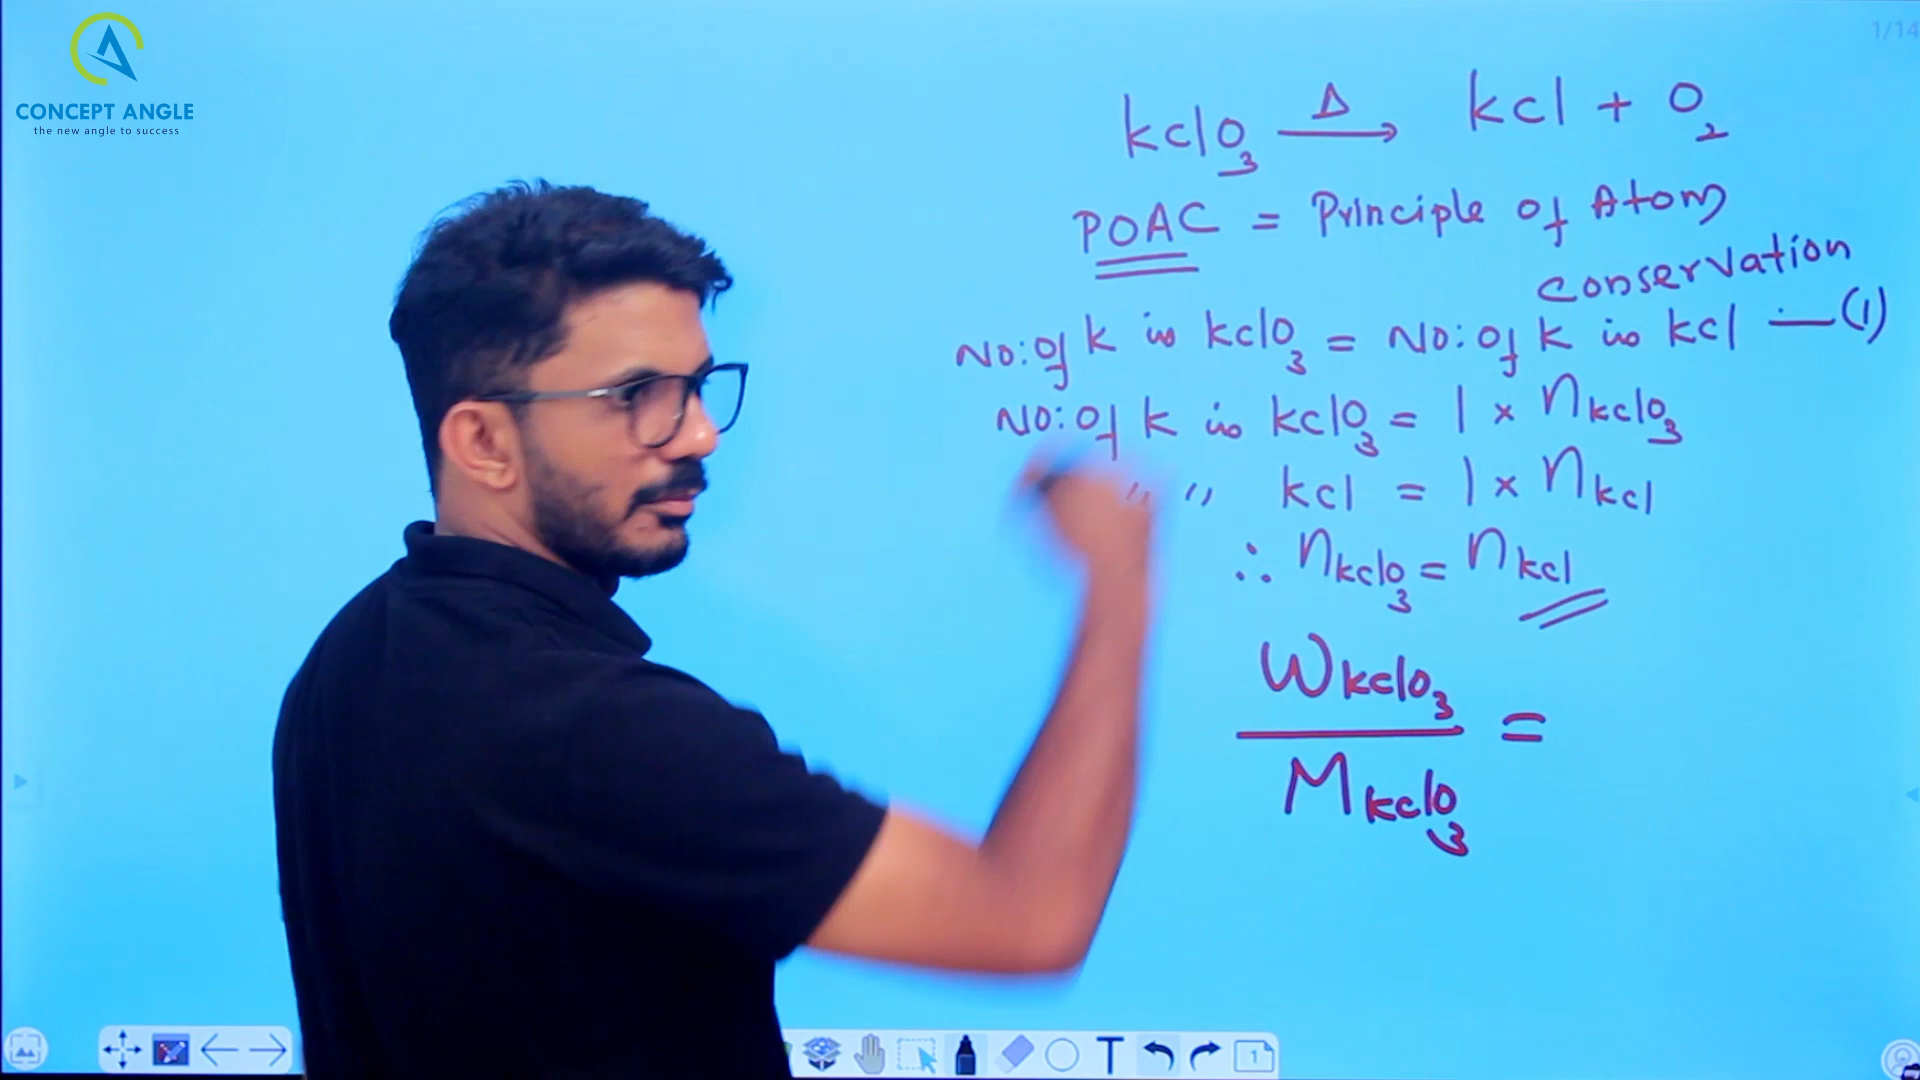 CONCEPT ANGLE
the new angle to success
1/14
kclO3 Δ→ kcl + O2
POAC = Principle of Atom
conservation
No: of k in kclO3 = No: of k in kcl —(1)
No: of k in kclO3 = 1 × nkclO3
" " kcl = 1 × nkcl
∴ nkclO3 = nkcl
WkclO3
=
MkclO3
T
1